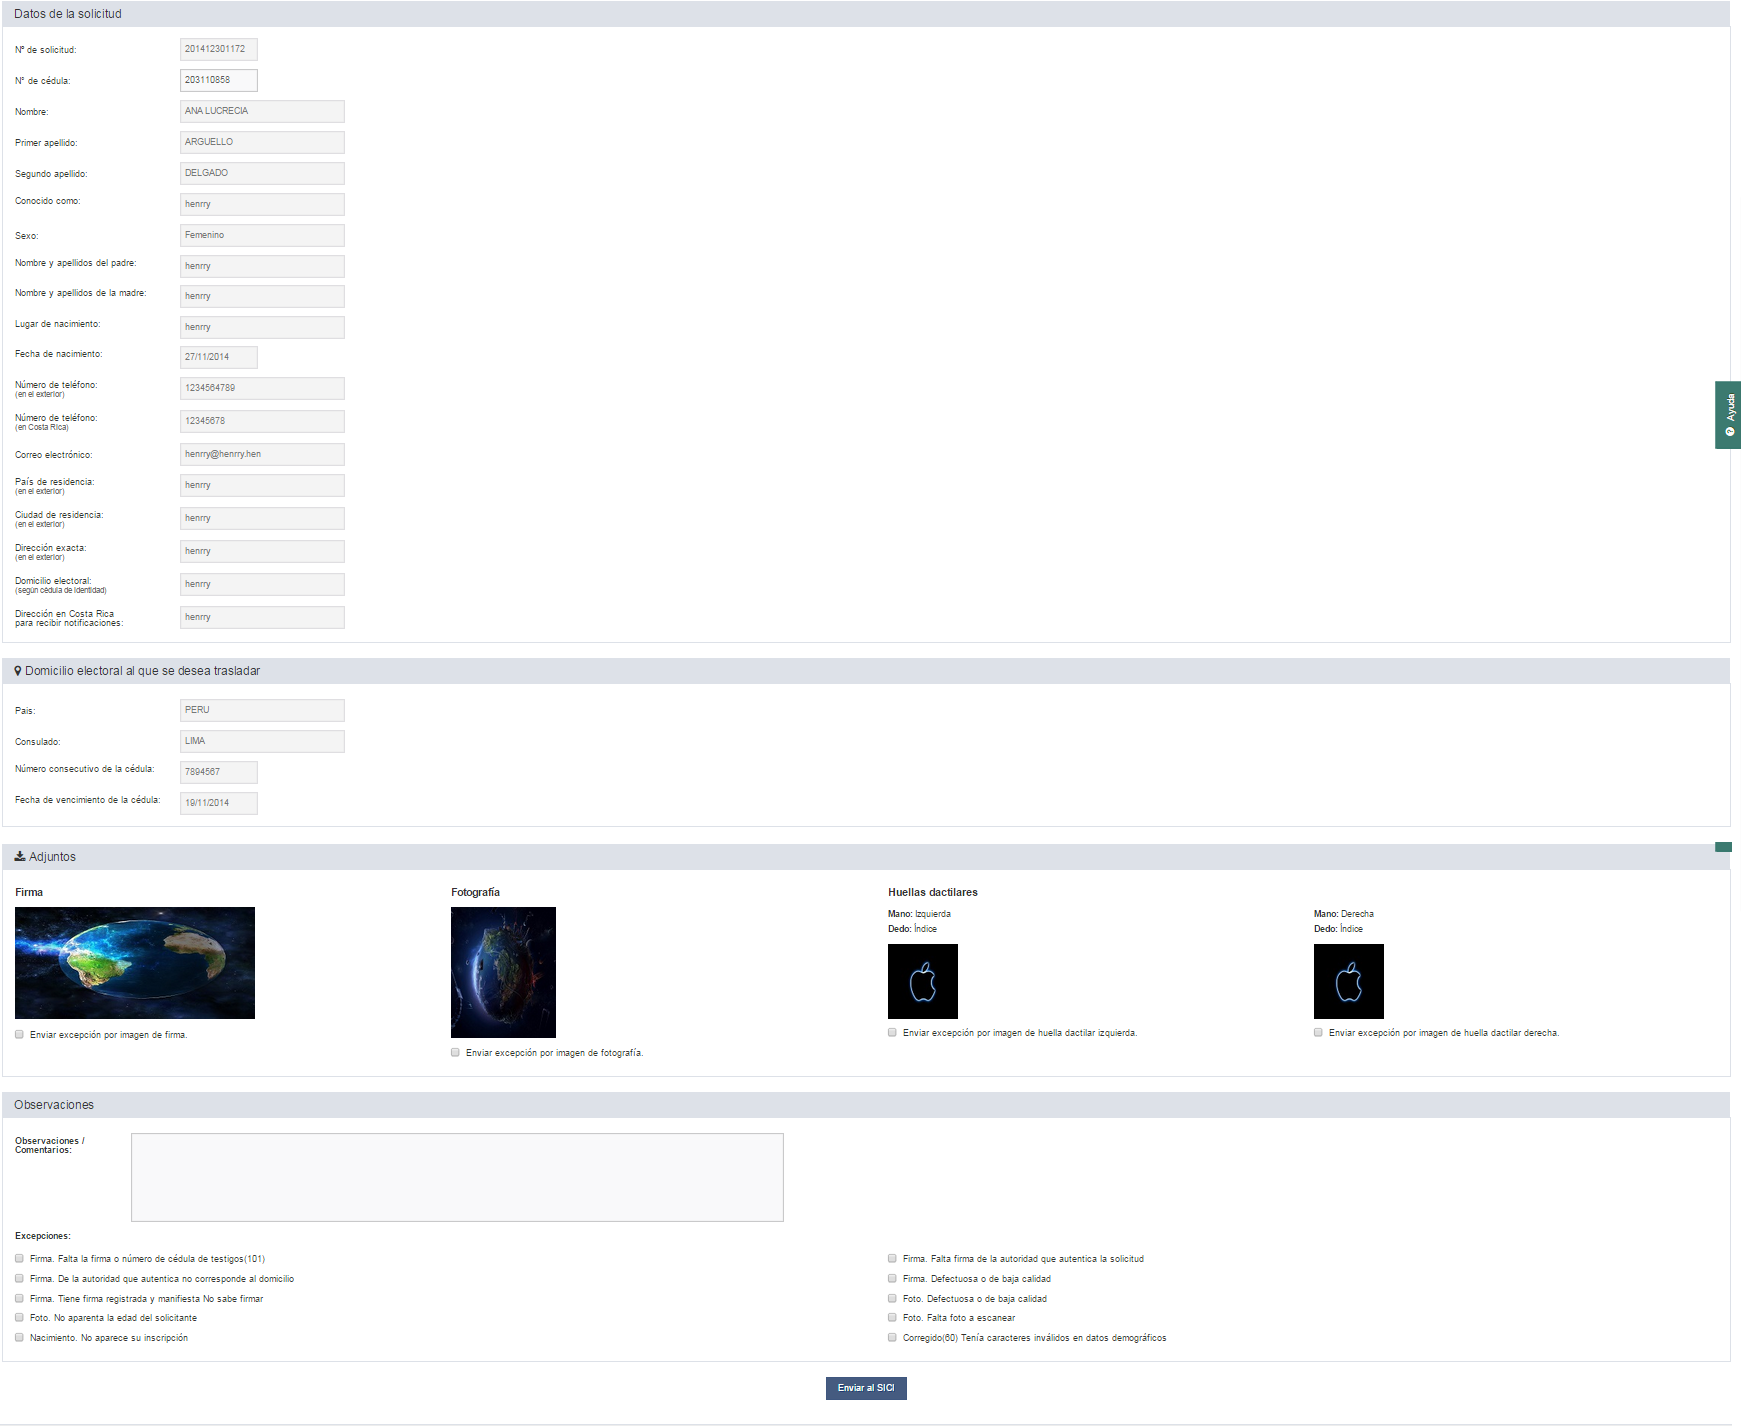 Datos de la solicitud
Nº de solicitud: 201412301172
N° de cédula: 203110858
Nombre: ANA LUCRECIA
Primer apellido: ARGUELLO
Segundo apellido: DELGADO
Conocido como: henrry
Sexo: Femenino
Nombre y apellidos del padre: henrry
Nombre y apellidos de la madre: henrry
Lugar de nacimiento: henrry
Fecha de nacimiento: 27/11/2014
Número de teléfono: 1234564789
(en el exterior)
Número de teléfono: 12345678
(en Costa Rica)
Correo electrónico: henrry@henrry.hen
País de residencia: henrry
(en el exterior)
Ciudad de residencia: henrry
(en el exterior)
Dirección exacta: henrry
(en el exterior)
Domicilio electoral: henrry
(según cédula de identidad)
Dirección en Costa Rica
para recibir notificaciones: henrry
Ayuda
Domicilio electoral al que se desea trasladar
Pais: PERU
Consulado: LIMA
Número consecutivo de la cédula: 7894567
Fecha de vencimiento de la cédula: 19/11/2014
Adjuntos
Firma
Enviar excepción por imagen de firma.
Fotografía
Enviar excepción por imagen de fotografía.
Huellas dactilares
Mano: Izquierda
Dedo: Índice
Enviar excepción por imagen de huella dactilar izquierda.
Mano: Derecha
Dedo: Índice
Enviar excepción por imagen de huella dactilar derecha.
Observaciones
Observaciones /
Comentarios:
Excepciones:
Firma. Falta la firma o número de cédula de testigos(101)
Firma. De la autoridad que autentica no corresponde al domicilio
Firma. Tiene firma registrada y manifiesta No sabe firmar
Foto. No aparenta la edad del solicitante
Nacimiento. No aparece su inscripción
Firma. Falta firma de la autoridad que autentica la solicitud
Firma. Defectuosa o de baja calidad
Foto. Defectuosa o de baja calidad
Foto. Falta foto a escanear
Corregido(60) Tenía caracteres inválidos en datos demográficos
Enviar al SICI